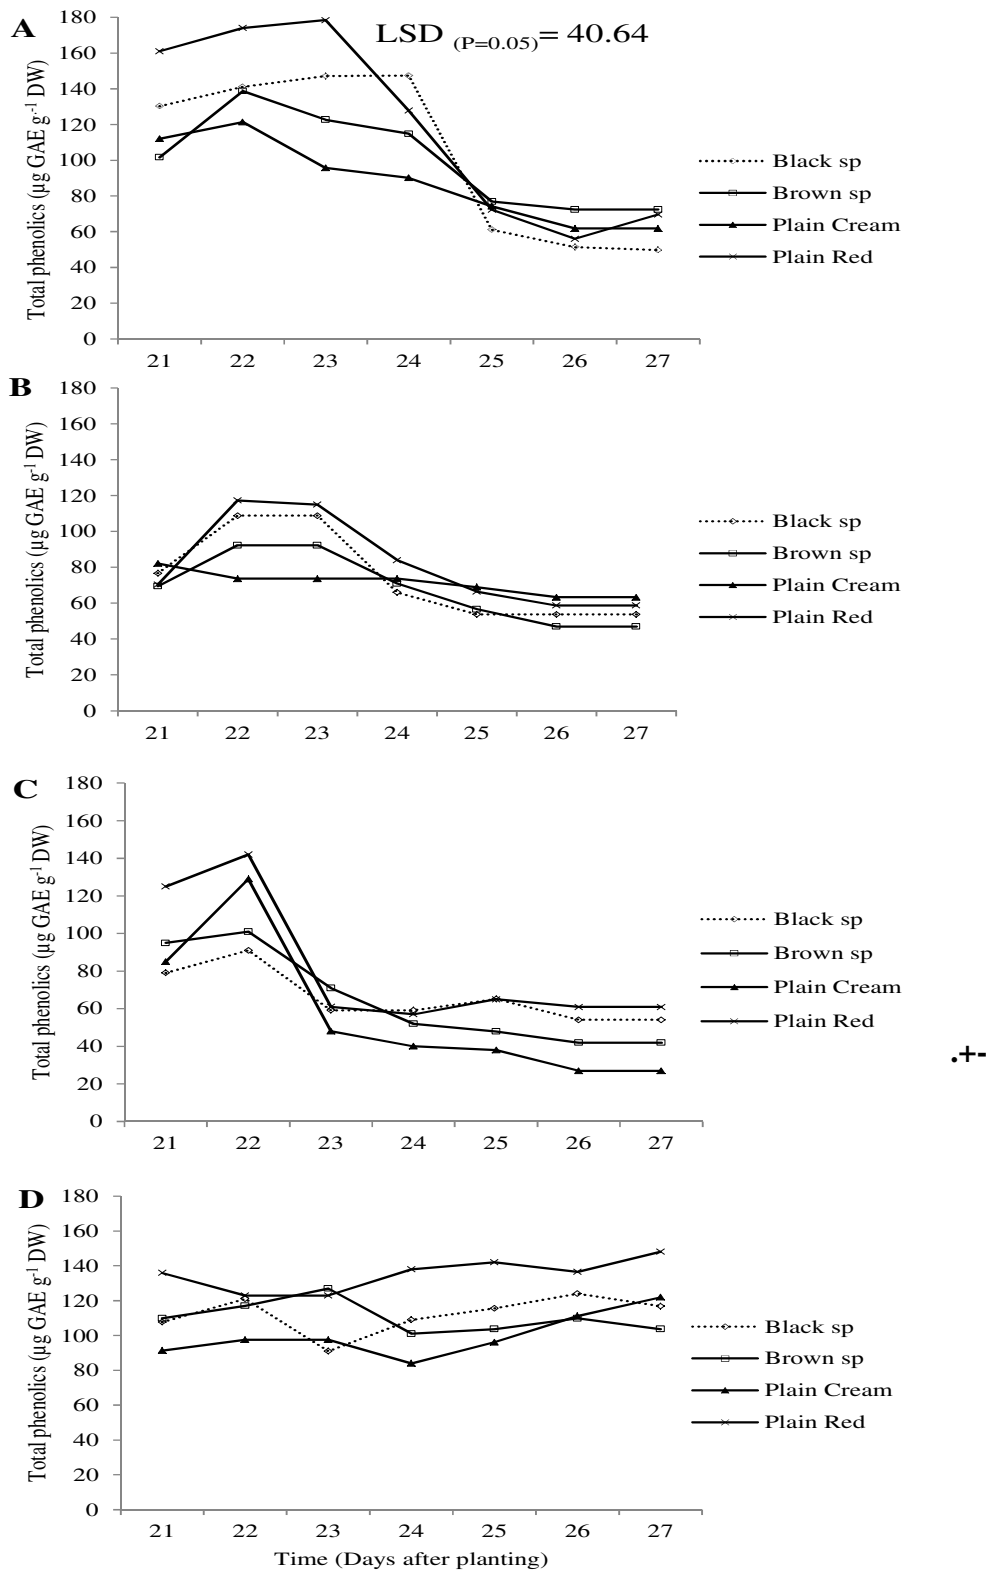 A
LSD (P=0.05)= 40.64
Total phenolics (µg GAE g-1 DW)
180
160
140
120
100
80
60
40
20
0
21 22 23 24 25 26 27
Black sp
Brown sp
Plain Cream
Plain Red
B
Total phenolics (µg GAE g-1 DW)
180
160
140
120
100
80
60
40
20
0
21 22 23 24 25 26 27
Black sp
Brown sp
Plain Cream
Plain Red
C
Total phenolics (µg GAE g-1 DW)
180
160
140
120
100
80
60
40
20
0
21 22 23 24 25 26 27
Black sp
Brown sp
Plain Cream
Plain Red
.+-
D
Total phenolics (µg GAE g-1 DW)
180
160
140
120
100
80
60
40
20
0
21 22 23 24 25 26 27
Time (Days after planting)
Black sp
Brown sp
Plain Cream
Plain Red